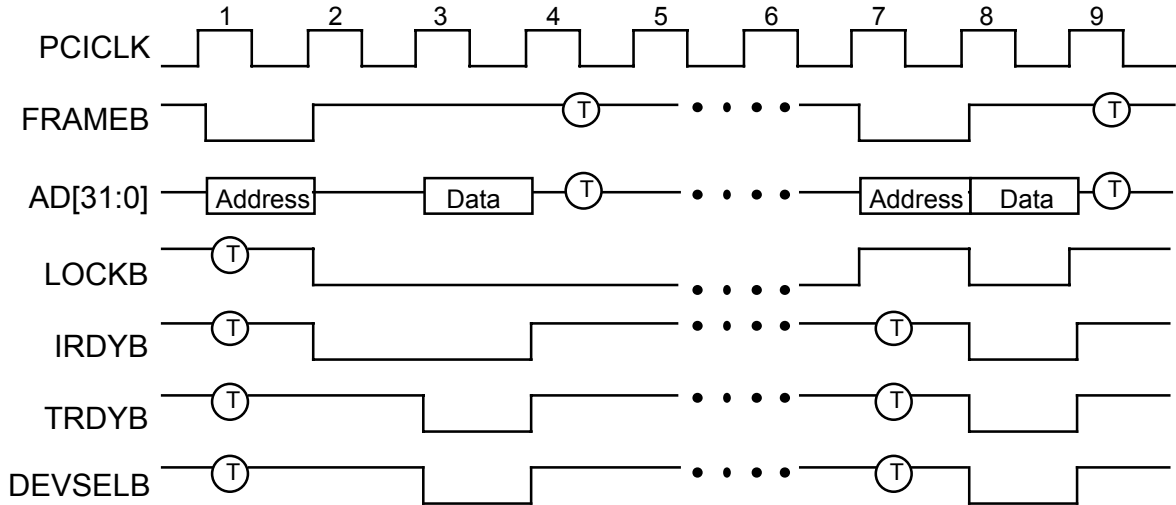 1 2 3 4 5 6 7 8 9
PCICLK
FRAMEB T T
AD[31:0] Address Data T Address Data T
LOCKB T
IRDYB T T
TRDYB T T
DEVSELB T T